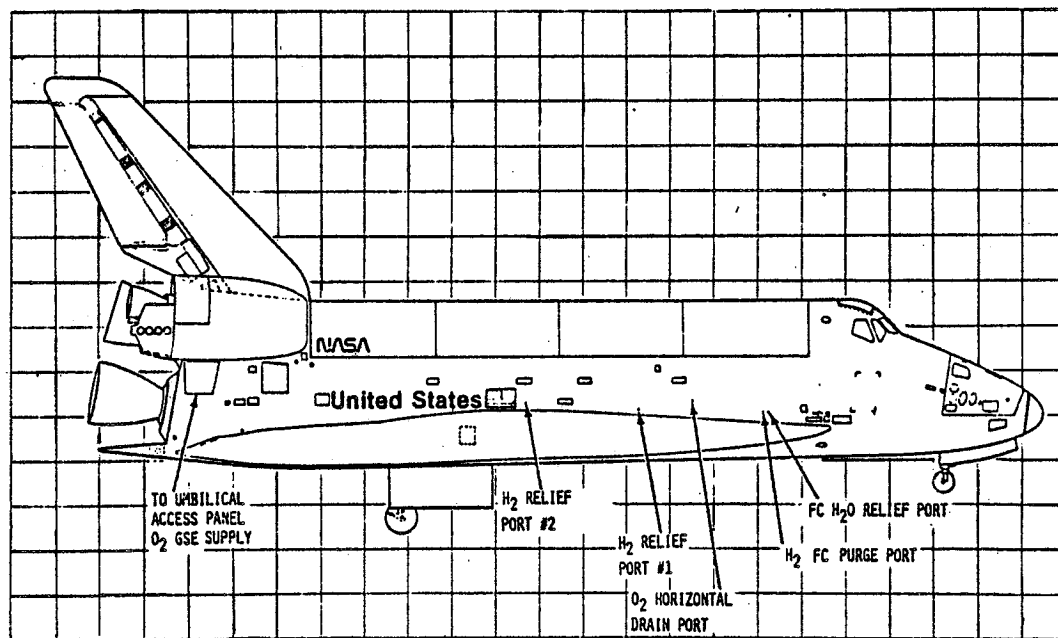 NASA
United States
TO UMBILICAL
ACCESS PANEL
O₂ GSE SUPPLY
H₂ RELIEF
PORT #2
H₂ RELIEF
PORT #1
O₂ HORIZONTAL
DRAIN PORT
FC H₂O RELIEF PORT
H₂ FC PURGE PORT